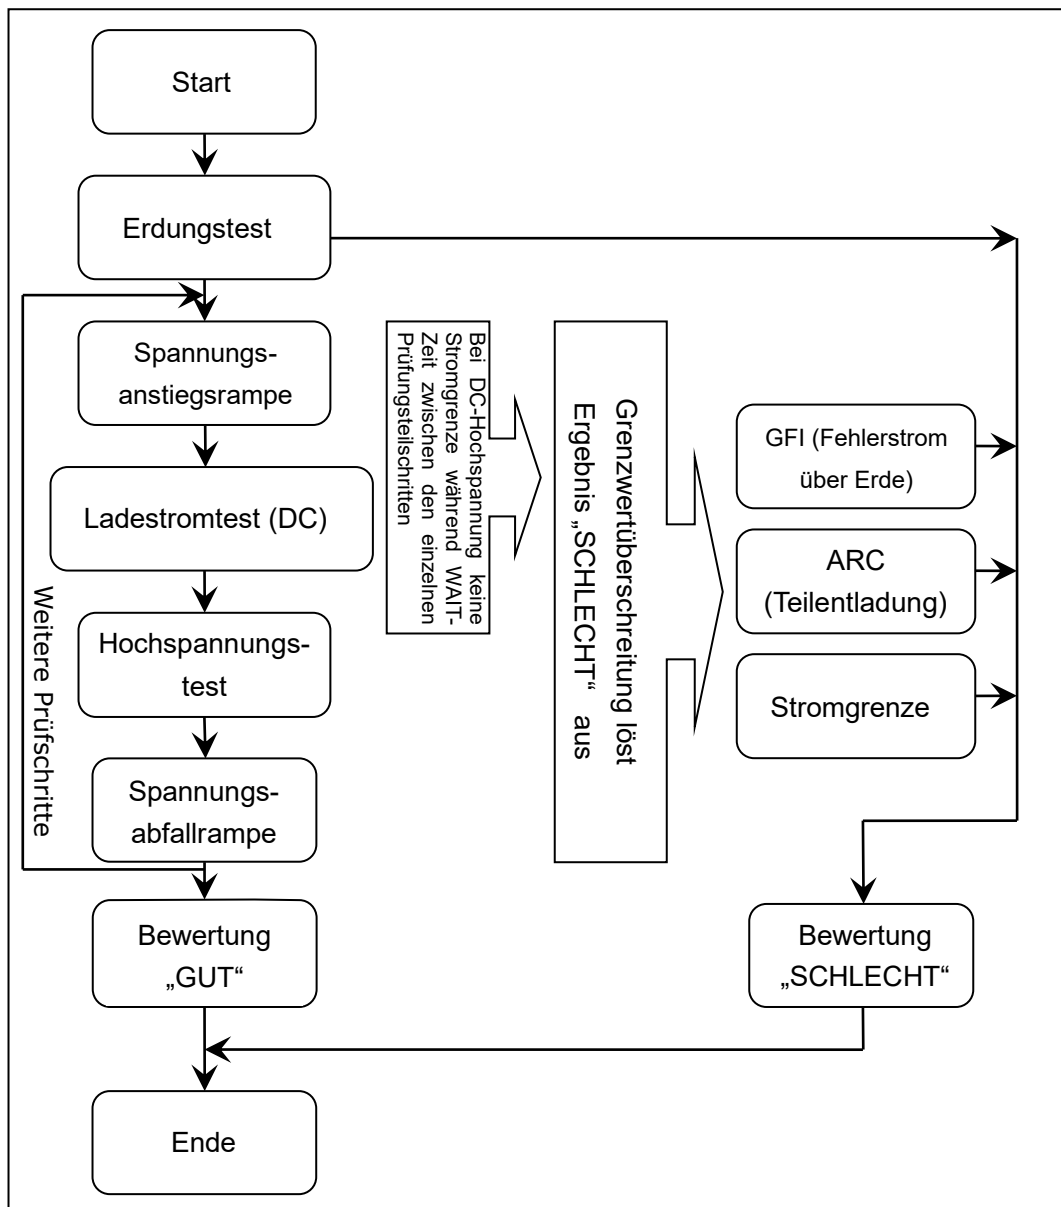 Start
Erdungstest
Spannungs-
anstiegsrampe
Ladestromtest (DC)
Hochspannungs-
test
Spannungs-
abfallrampe
Bewertung
„GUT“
Ende
Weitere Prüfschritte
Bei DC-Hochspannung keine
Stromgrenze während WAIT-
Zeit zwischen den einzelnen
Prüfungsteilschritten
Grenzwertüberschreitung löst
Ergebnis „SCHLECHT“ aus
GFI (Fehlerstrom
über Erde)
ARC
(Teilentladung)
Stromgrenze
Bewertung
„SCHLECHT“